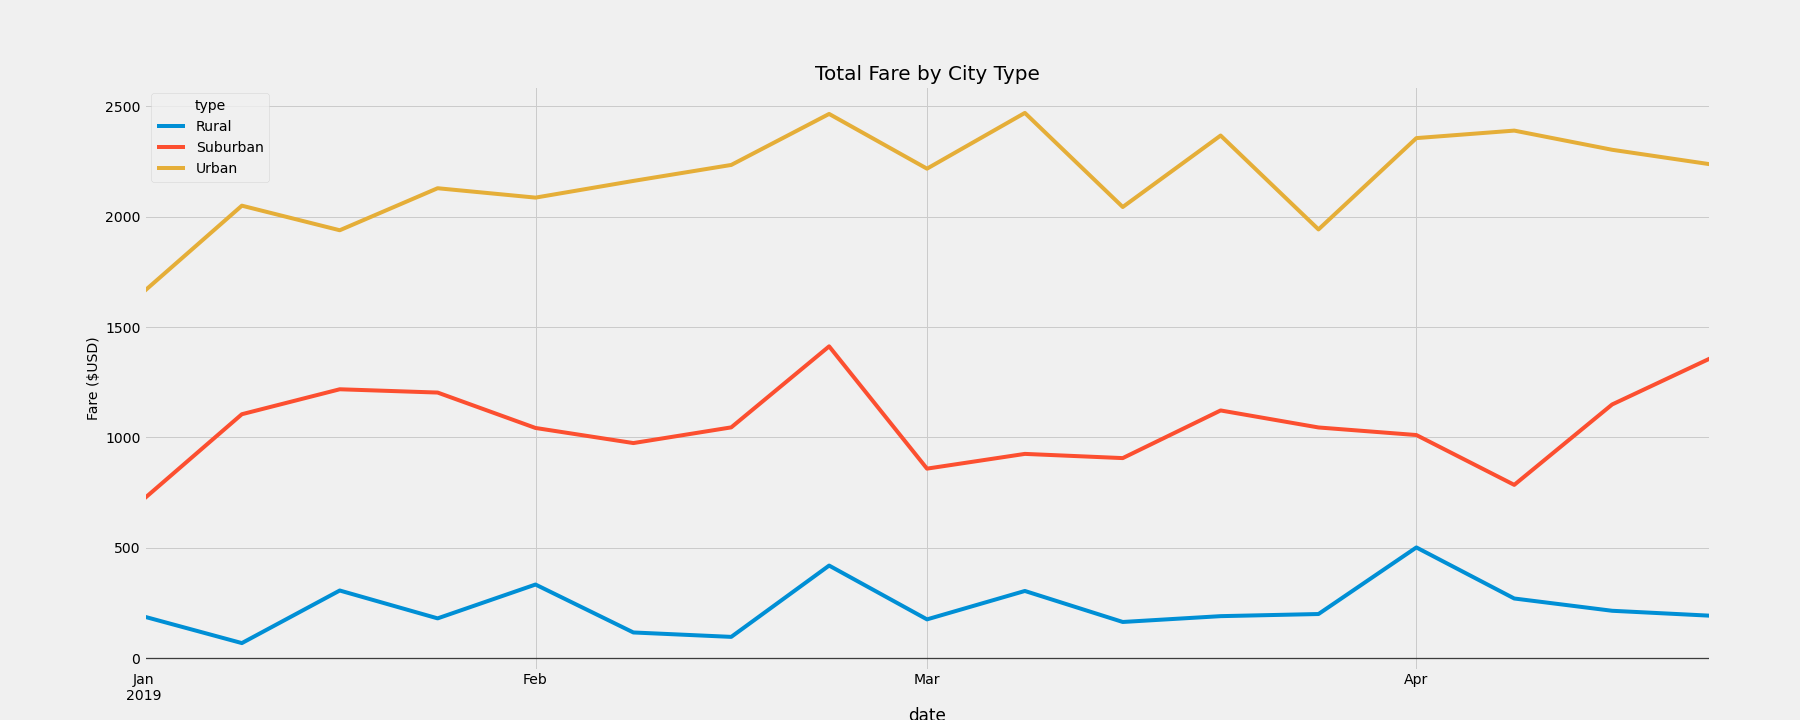 Total Fare by City Type
type
Rural
Suburban
Urban
Fare ($USD)
2500
2000
1500
1000
500
0
Jan
2019
Feb
Mar
Apr
date